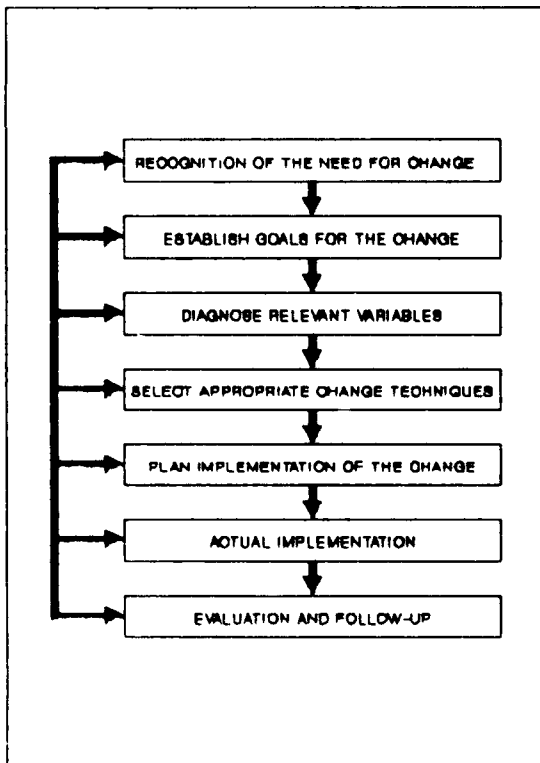 RECOGNITION OF THE NEED FOR CHANGE
ESTABLISH GOALS FOR THE CHANGE
DIAGNOSE RELEVANT VARIABLES
SELECT APPROPRIATE CHANGE TECHNIQUES
PLAN IMPLEMENTATION OF THE CHANGE
ACTUAL IMPLEMENTATION
EVALUATION AND FOLLOW-UP